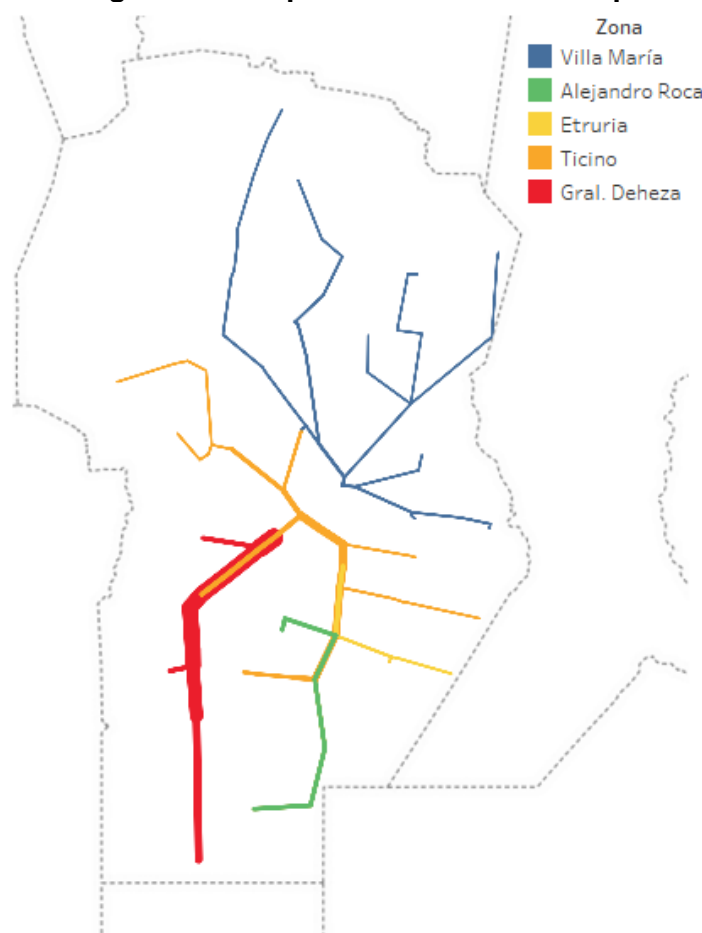 Zona
Villa María
Alejandro Roca
Etruria
Ticino
Gral. Deheza